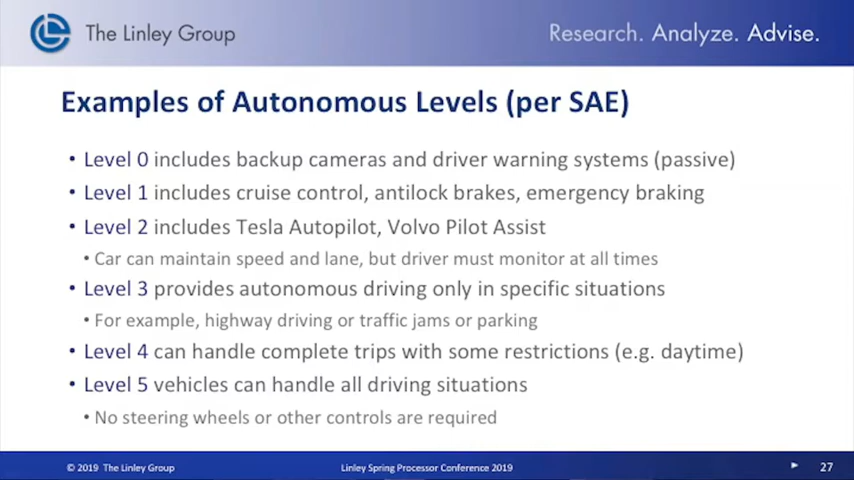 The Linley Group
Research. Analyze. Advise.
Examples of Autonomous Levels (per SAE)
• Level 0 includes backup cameras and driver warning systems (passive)
• Level 1 includes cruise control, antilock brakes, emergency braking
• Level 2 includes Tesla Autopilot, Volvo Pilot Assist
• Car can maintain speed and lane, but driver must monitor at all times
• Level 3 provides autonomous driving only in specific situations
• For example, highway driving or traffic jams or parking
• Level 4 can handle complete trips with some restrictions (e.g. daytime)
• Level 5 vehicles can handle all driving situations
• No steering wheels or other controls are required
© 2019 The Linley Group
Linley Spring Processor Conference 2019
27